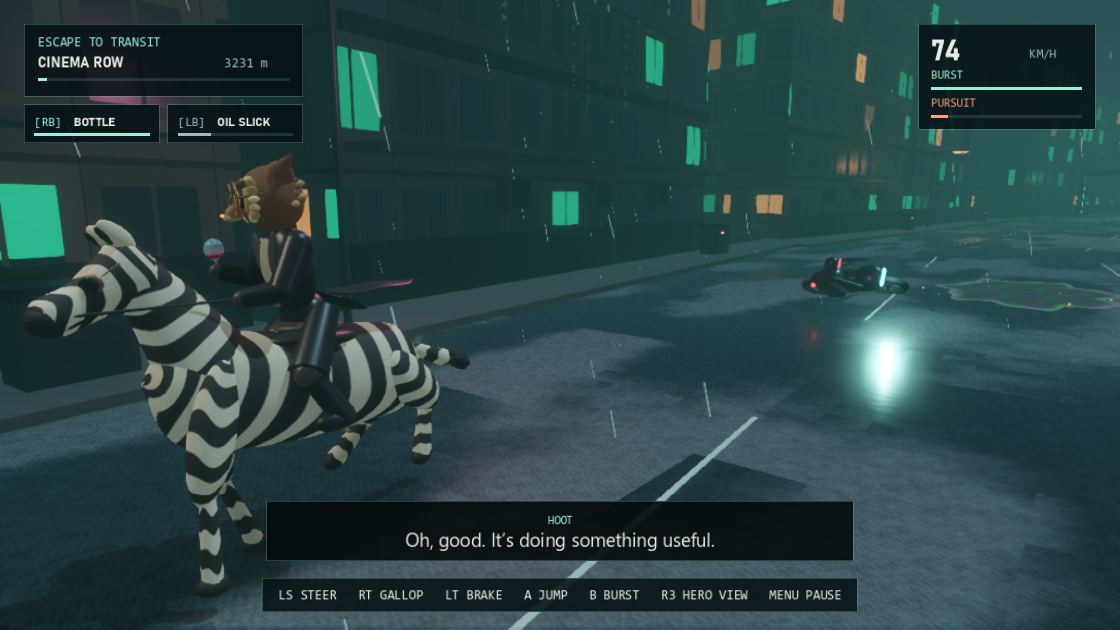 ESCAPE TO TRANSIT
CINEMA ROW 3231 m
[RB] BOTTLE [LB] OIL SLICK
74 KM/H
BURST
PURSUIT
HOOT
Oh, good. It's doing something useful.
LS STEER RT GALLOP LT BRAKE A JUMP B BURST R3 HERO VIEW MENU PAUSE